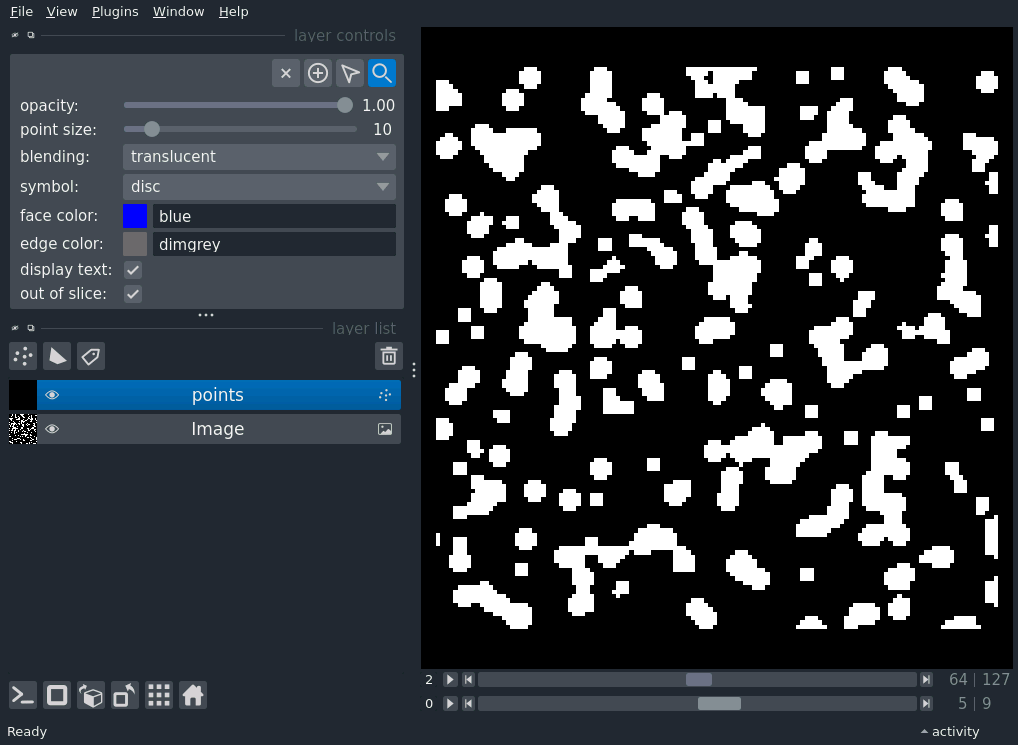 File View Plugins Window Help
layer controls
opacity: 1.00
point size: 10
blending: translucent
symbol: disc
face color: blue
edge color: dimgrey
display text:
out of slice:
layer list
points
Image
2 64 | 127
0 5 | 9
Ready activity